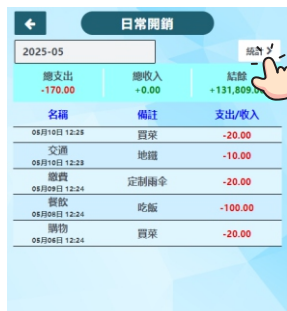 日常開銷
2025-05
統計
總支出 總收入 結餘
-170.00 +0.00 +131,809.00
名稱 備註 支出/收入
05月10日 12:25 買菜 -20.00
交通
05月10日 12:23 地鐵 -10.00
繳費
05月09日 12:24 定制雨伞 -20.00
餐飲
05月08日 12:24 吃飯 -100.00
購物
05月06日 12:24 買菜 -20.00